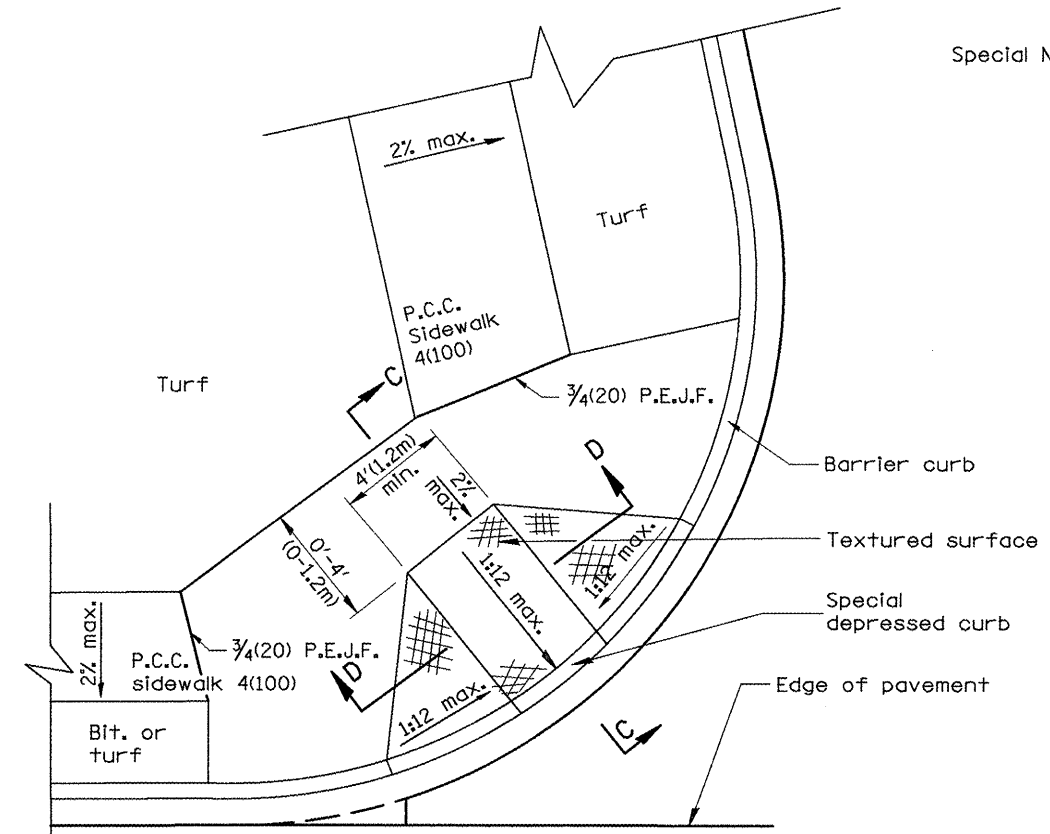 Special N
2% max.
Turf
P.C.C.
Sidewalk
4(100)
C
Turf
3/4(20) P.E.J.F.
4'(1.2m)
min.
2%
max.
D
Barrier curb
0'-4'
(0-1.2m)
Textured surface
1:12 max.
1:12 max.
Special
depressed curb
2% max.
3/4(20) P.E.J.F.
P.C.C.
sidewalk 4(100)
D
1:12 max.
Edge of pavement
C
Bit. or
turf